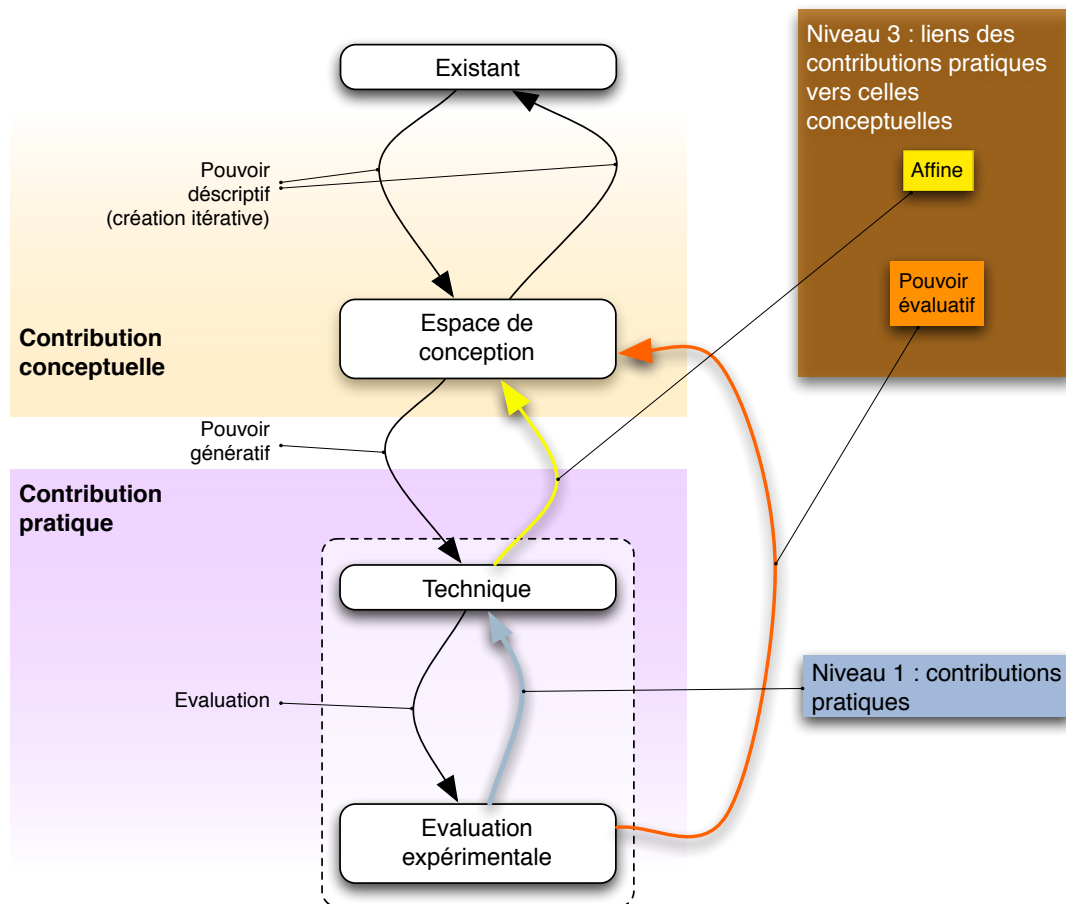 Existant
Pouvoir
déscriptif
(création itérative)
Contribution
conceptuelle
Espace de
conception
Pouvoir
génératif
Contribution
pratique
Technique
Evaluation
Evaluation
expérimentale
Niveau 3 : liens des
contributions pratiques
vers celles
conceptuelles
Affine
Pouvoir
évaluatif
Niveau 1 : contributions
pratiques